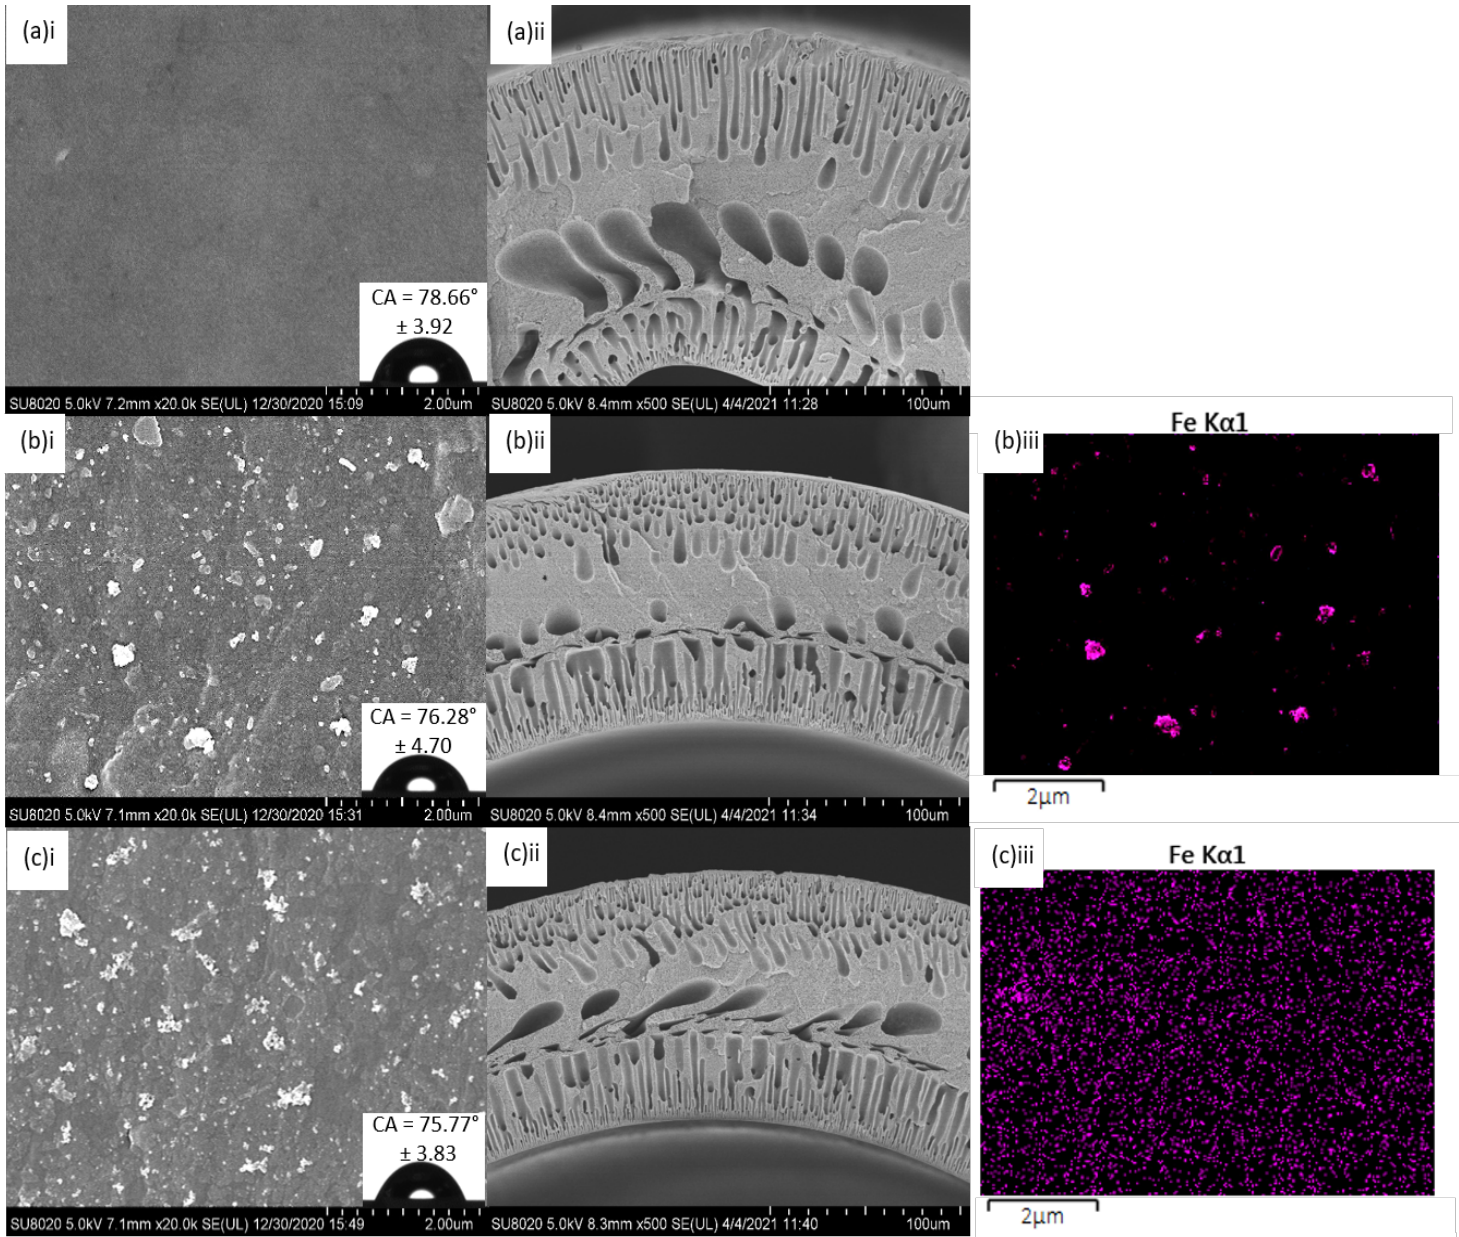 (a)i
(a)ii
CA = 78.66°
± 3.92
SU8020 5.0kV 7.2mm x20.0k SE(UL) 12/30/2020 15:09 2.00um
SU8020 5.0kV 8.4mm x500 SE(UL) 4/4/2021 11:28 100um
(b)i
(b)ii
(b)iii
Fe Kα1
CA = 76.28°
± 4.70
SU8020 5.0kV 7.1mm x20.0k SE(UL) 12/30/2020 15:31 2.00um
SU8020 5.0kV 8.4mm x500 SE(UL) 4/4/2021 11:34 100um
2μm
(c)i
(c)ii
(c)iii
Fe Kα1
CA = 75.77°
± 3.83
SU8020 5.0kV 7.1mm x20.0k SE(UL) 12/30/2020 15:49 2.00um
SU8020 5.0kV 8.3mm x500 SE(UL) 4/4/2021 11:40 100um
2μm